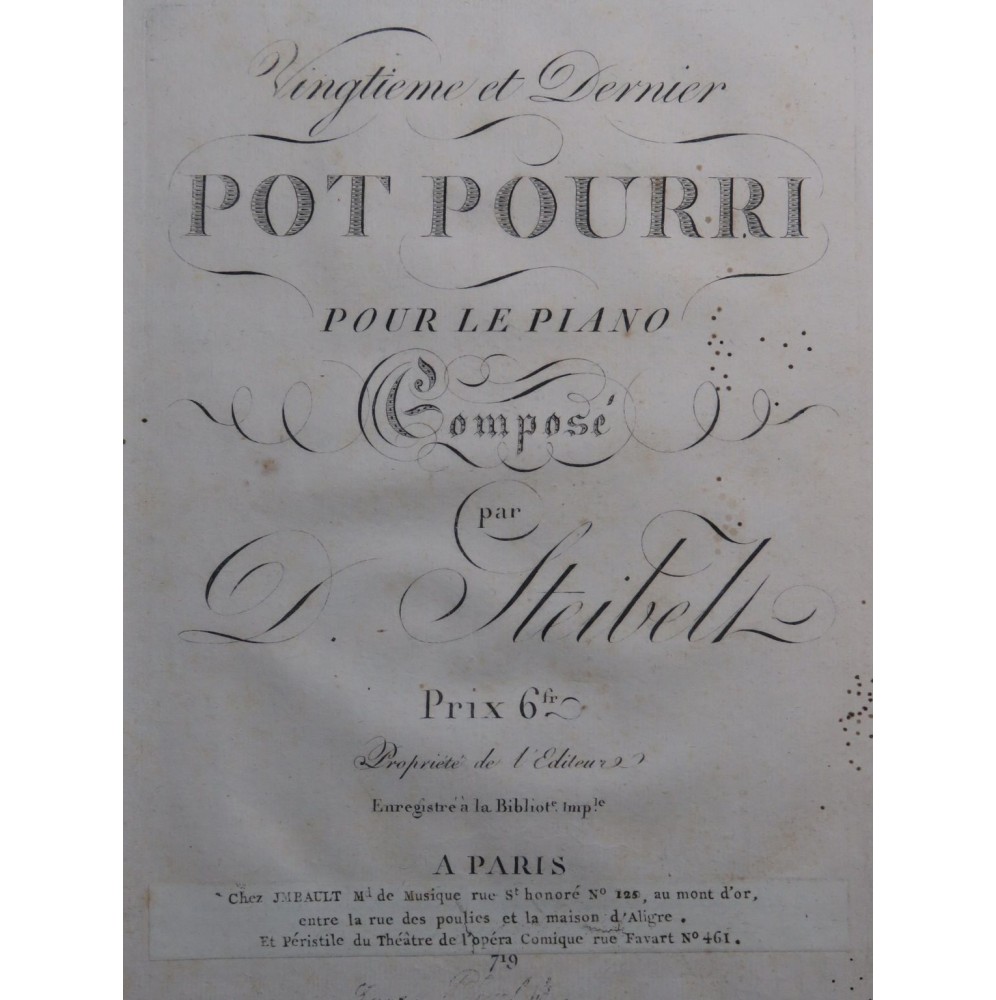 Vingtieme et Dernier
POT POURRI
POUR LE PIANO
Composé
par
D. Steibelt
Prix 6fr
Propriété de l'Editeur
Enregistré à la Bibliotr. Imple
A PARIS
Chez JMBAULT Md de Musique rue St honoré No 125, au mont d'or,
entre la rue des poulies et la maison d'Aligre.
Et Péristile du Théâtre de l'opéra Comique rue Favart No 461.
719